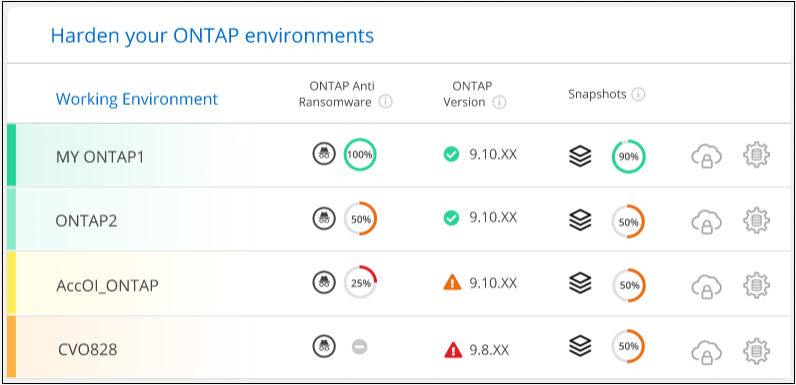 Harden your ONTAP environments
Working Environment
ONTAP Anti
Ransomware
ONTAP
Version
Snapshots
MY ONTAP1 100% 9.10.XX 90%
ONTAP2 50% 9.10.XX 50%
AccOI_ONTAP 25% 9.10.XX 50%
CVO828 9.8.XX 50%